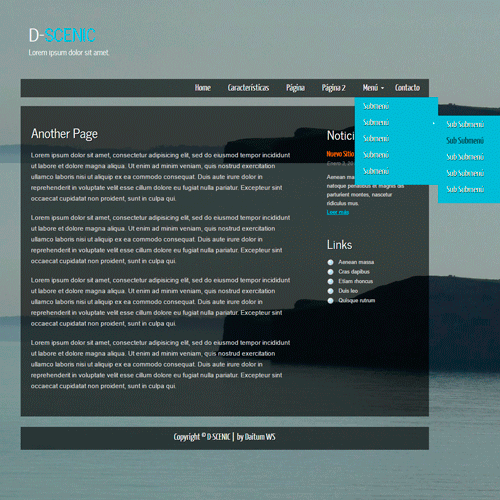 D-SCENIC
Lorem ipsum dolor sit amet.
Home Características Página Página 2 Menú Contacto
Submenú
Submenú
Submenú
Submenú
Submenú
Sub Submenú
Sub Submenú
Sub Submenú
Sub Submenú
Sub Submenú
Another Page
Lorem ipsum dolor sit amet, consectetur adipisicing elit, sed do eiusmod tempor incididunt
ut labore et dolore magna aliqua. Ut enim ad minim veniam, quis nostrud exercitation
ullamco laboris nisi ut aliquip ex ea commodo consequat. Duis aute irure dolor in
reprehenderit in voluptate velit esse cillum dolore eu fugiat nulla pariatur. Excepteur sint
occaecat cupidatat non proident, sunt in culpa qui.
Lorem ipsum dolor sit amet, consectetur adipisicing elit, sed do eiusmod tempor incididunt
ut labore et dolore magna aliqua. Ut enim ad minim veniam, quis nostrud exercitation
ullamco laboris nisi ut aliquip ex ea commodo consequat. Duis aute irure dolor in
reprehenderit in voluptate velit esse cillum dolore eu fugiat nulla pariatur. Excepteur sint
occaecat cupidatat non proident, sunt in culpa qui.
Lorem ipsum dolor sit amet, consectetur adipisicing elit, sed do eiusmod tempor incididunt
ut labore et dolore magna aliqua. Ut enim ad minim veniam, quis nostrud exercitation
ullamco laboris nisi ut aliquip ex ea commodo consequat. Duis aute irure dolor in
reprehenderit in voluptate velit esse cillum dolore eu fugiat nulla pariatur. Excepteur sint
occaecat cupidatat non proident, sunt in culpa qui.
Lorem ipsum dolor sit amet, consectetur adipisicing elit, sed do eiusmod tempor incididunt
ut labore et dolore magna aliqua. Ut enim ad minim veniam, quis nostrud exercitation
ullamco laboris nisi ut aliquip ex ea commodo consequat. Duis aute irure dolor in
reprehenderit in voluptate velit esse cillum dolore eu fugiat nulla pariatur. Excepteur sint
occaecat cupidatat non proident, sunt in culpa qui.
Notici
Nuevo Sitio
Enero 3, 20
Aenean ma
natoque penatibus et magnis dis
parturient montes, nascetur
ridiculus mus.
Leer más
Links
Aenean massa
Cras dapibus
Etiam rhoncus
Duis leo
Quisque rutrum
Copyright © D-SCENIC | by Daitum WS